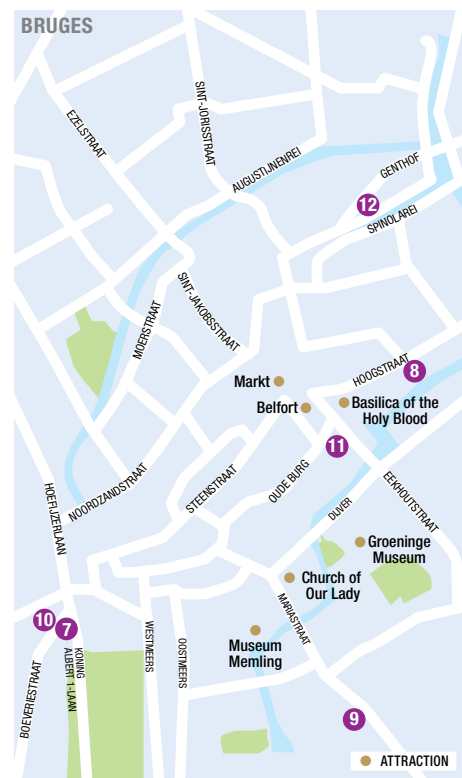 BRUGES
EZELSTRAAT
SINT-JORISSTRAAT
AUGUSTIJNENREI
GENTHOF
12
SPINOLAREI
SINT-JAKOBSSTRAAT
MOERSTRAAT
HOOGSTRAAT
8
Markt
Belfort
Basilica of the
Holy Blood
11
NOORDZANDSTRAAT
STEENSTRAAT
OUDE BURG
EEKHOUTSTRAAT
HOEFIJZERLAAN
DIJVER
Groeninge
Museum
Church of
Our Lady
MARIASTRAAT
10
7
KONING
ALBERT 1-LAAN
BOEVERIESTRAAT
WESTMEERS
OOSTMEERS
Museum
Memling
9
ATTRACTION